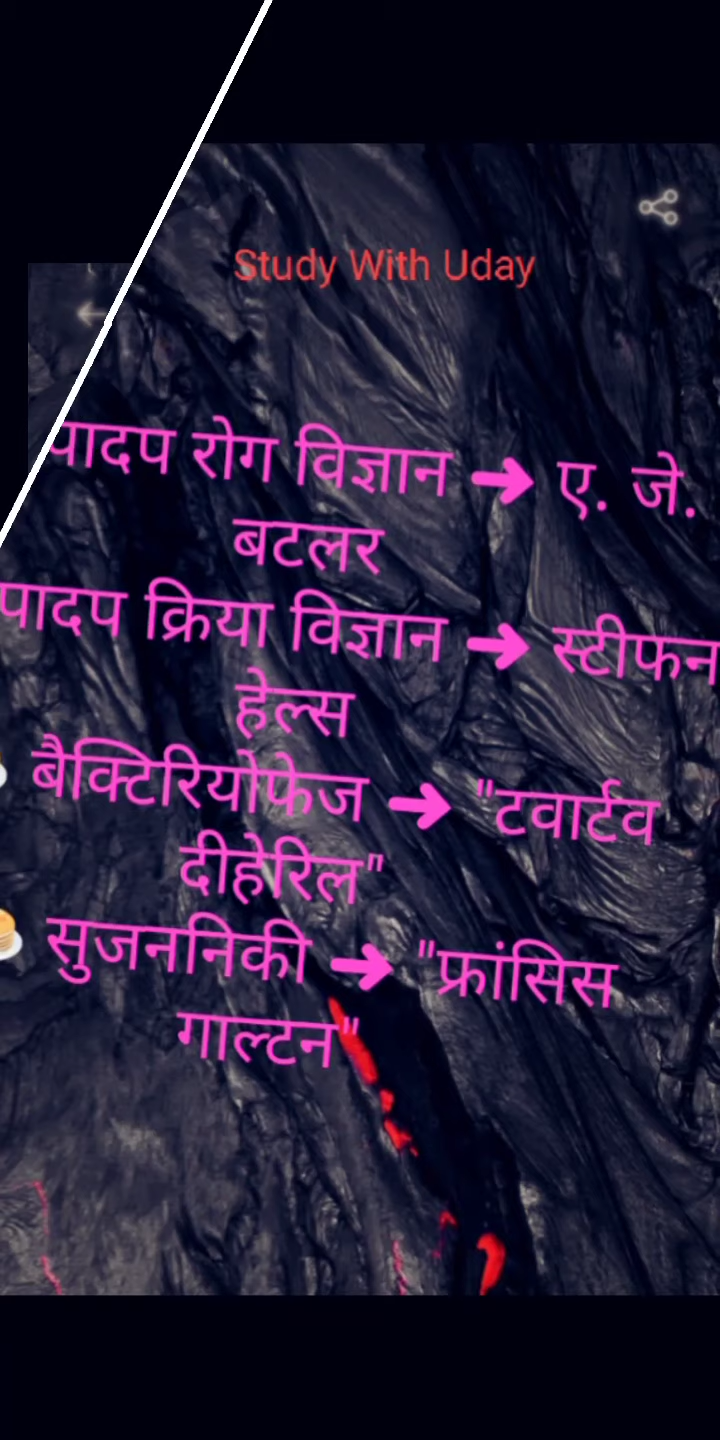 Study With Uday
पादप रोग विज्ञान ➜ ए. जे.
बटलर
पादप क्रिया विज्ञान ➜ स्टीफन
हेल्स
बैक्टिरियोफेज ➜ "टवार्टव
दीहेरिल"
सुजननिकी ➜ "फ्रांसिस
गाल्टन"